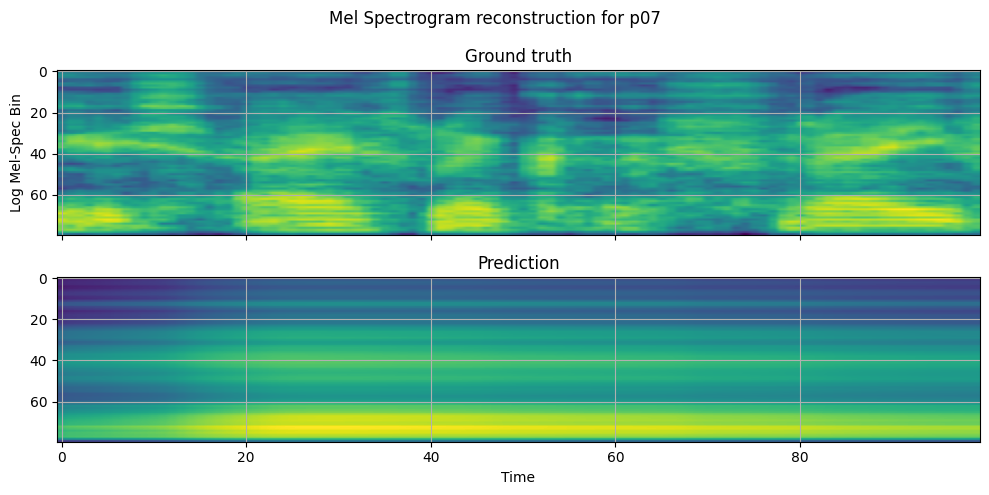 Mel Spectrogram reconstruction for p07
Ground truth
Log Mel-Spec Bin
0
20
40
60
Prediction
0
20
40
60
0 20 40 60 80
Time